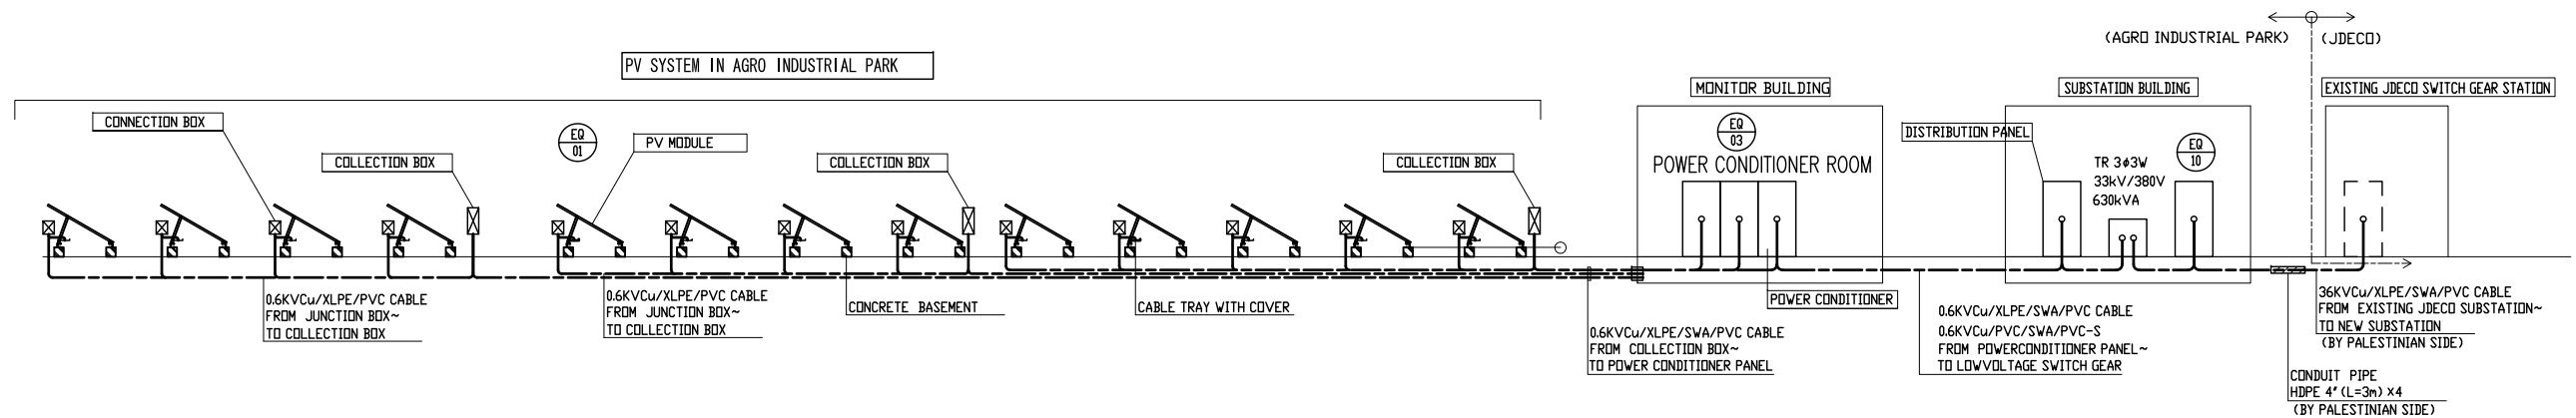 PV SYSTEM IN AGRO INDUSTRIAL PARK
(AGRO INDUSTRIAL PARK)
(JDECO)
MONITOR BUILDING
SUBSTATION BUILDING
EXISTING JDECO SWITCH GEAR STATION
CONNECTION BOX
COLLECTION BOX
EQ
01
PV MODULE
COLLECTION BOX
COLLECTION BOX
EQ
03
POWER CONDITIONER ROOM
DISTRIBUTION PANEL
TR 3φ3W
33kV/380V
630kVA
EQ
10
0.6KVCu/XLPE/PVC CABLE
FROM JUNCTION BOX~
TO COLLECTION BOX
0.6KVCu/XLPE/PVC CABLE
FROM JUNCTION BOX~
TO COLLECTION BOX
CONCRETE BASEMENT
CABLE TRAY WITH COVER
0.6KVCu/XLPE/SWA/PVC CABLE
FROM COLLECTION BOX~
TO POWER CONDITIONER PANEL
POWER CONDITIONER
0.6KVCu/XLPE/SWA/PVC CABLE
0.6KVCu/PVC/SWA/PVC-S
FROM POWERCONDITIONER PANEL~
TO LOWVOLTAGE SWITCH GEAR
36KVCu/XLPE/SWA/PVC CABLE
FROM EXISTING JDECO SUBSTATION~
TO NEW SUBSTATION
(BY PALESTINIAN SIDE)
CONDUIT PIPE
HDPE 4" (L=3m) ×4
(BY PALESTINIAN SIDE)